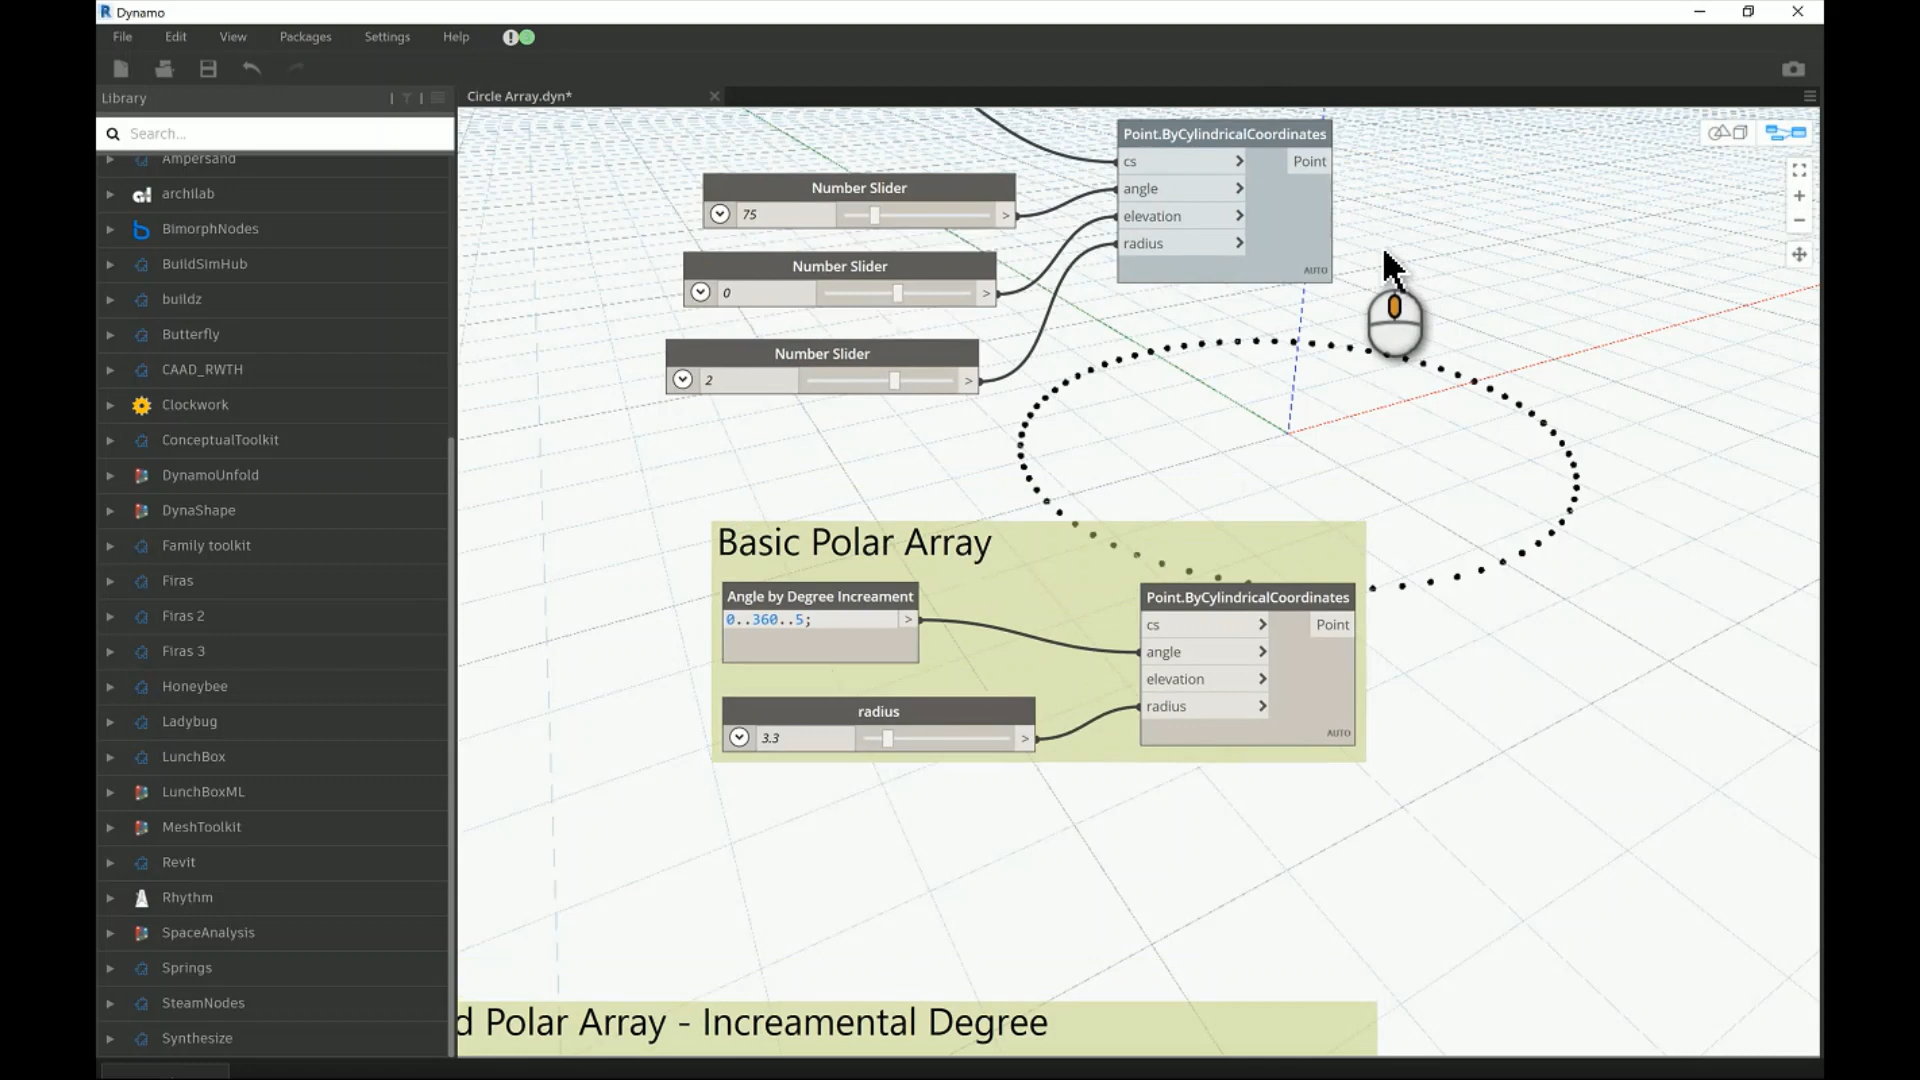 Dynamo
File Edit View Packages Settings Help
Library
Circle Array.dyn*
Search...
Ampersand
archilab
BimorphNodes
BuildSimHub
buildz
Butterfly
CAAD_RWTH
Clockwork
ConceptualToolkit
DynamoUnfold
DynaShape
Family toolkit
Firas
Firas 2
Firas 3
Honeybee
Ladybug
LunchBox
LunchBoxML
MeshToolkit
Revit
Rhythm
SpaceAnalysis
Springs
SteamNodes
Synthesize
Point.ByCylindricalCoordinates
cs > Point
angle >
elevation >
radius >
AUTO
Number Slider
75 >
Number Slider
0 >
Number Slider
2 >
Basic Polar Array
Angle by Degree Increament
0..360..5; >
radius
3.3 >
Point.ByCylindricalCoordinates
cs > Point
angle >
elevation >
radius >
AUTO
d Polar Array - Increamental Degree